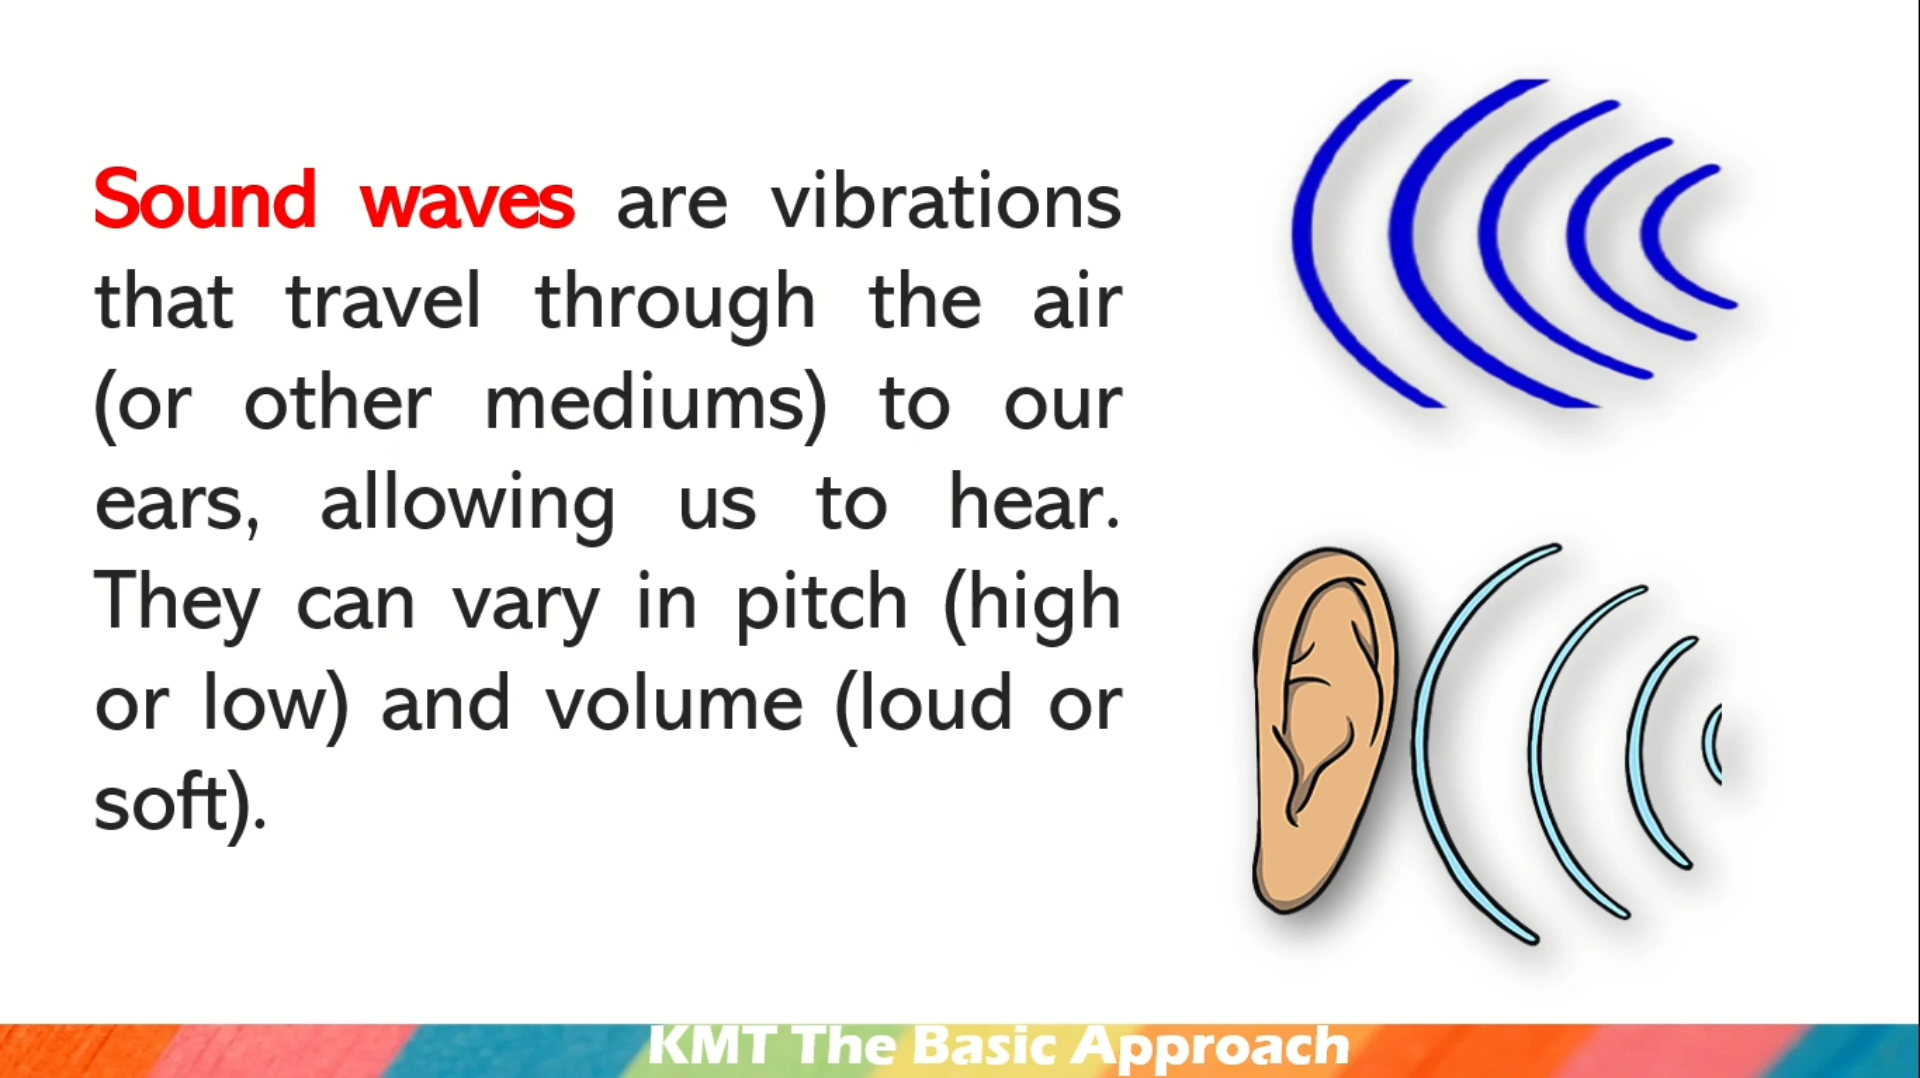 Sound waves are vibrations
that travel through the air
(or other mediums) to our
ears, allowing us to hear.
They can vary in pitch (high
or low) and volume (loud or
soft).
KMT The Basic Approach